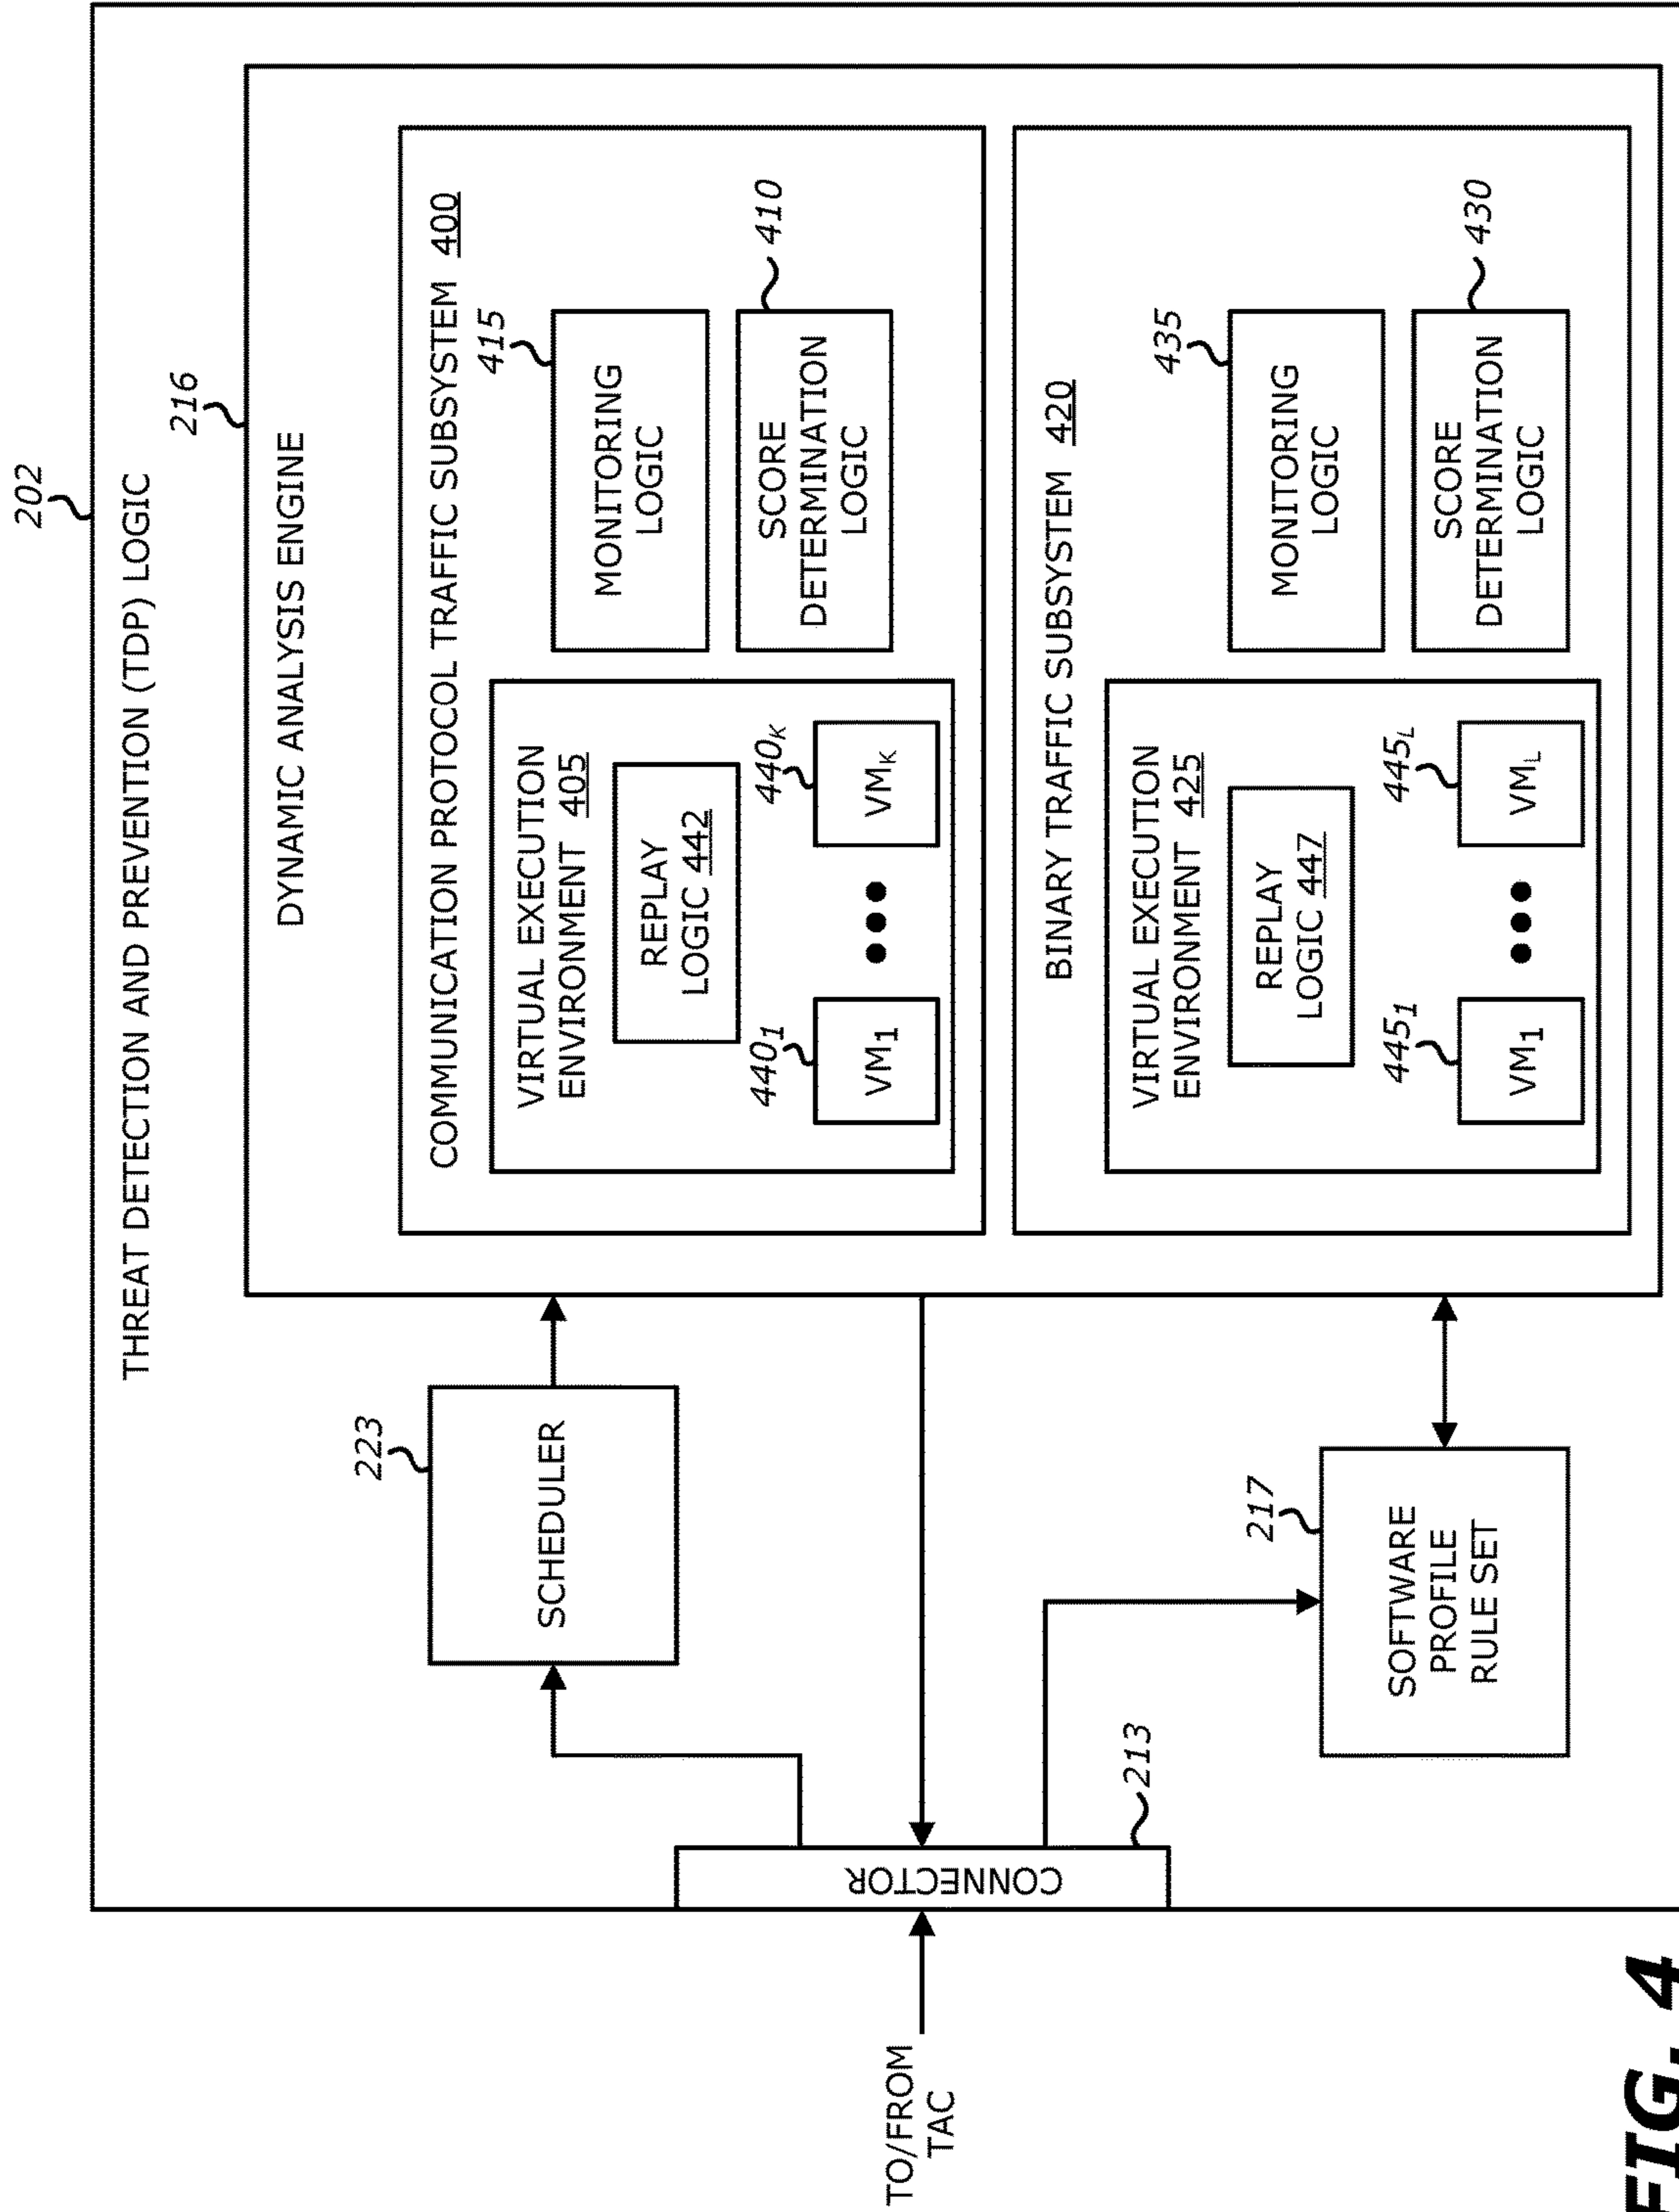 202
THREAT DETECTION AND PREVENTION (TDP) LOGIC
216
DYNAMIC ANALYSIS ENGINE
COMMUNICATION PROTOCOL TRAFFIC SUBSYSTEM 400
VIRTUAL EXECUTION
ENVIRONMENT 405
REPLAY
LOGIC 442
440₁
VM₁
440K
VMK
415
MONITORING
LOGIC
410
SCORE
DETERMINATION
LOGIC
BINARY TRAFFIC SUBSYSTEM 420
VIRTUAL EXECUTION
ENVIRONMENT 425
REPLAY
LOGIC 447
445₁
VM₁
445L
VML
435
MONITORING
LOGIC
430
SCORE
DETERMINATION
LOGIC
223
SCHEDULER
217
SOFTWARE
PROFILE
RULE SET
213
CONNECTOR
TO/FROM
TAC
FIG. 4